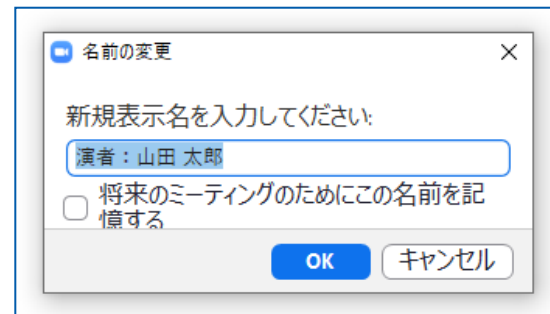 名前の変更
新規表示名を入力してください:
演者：山田 太郎
将来のミーティングのためにこの名前を記
憶する
OK
キャンセル